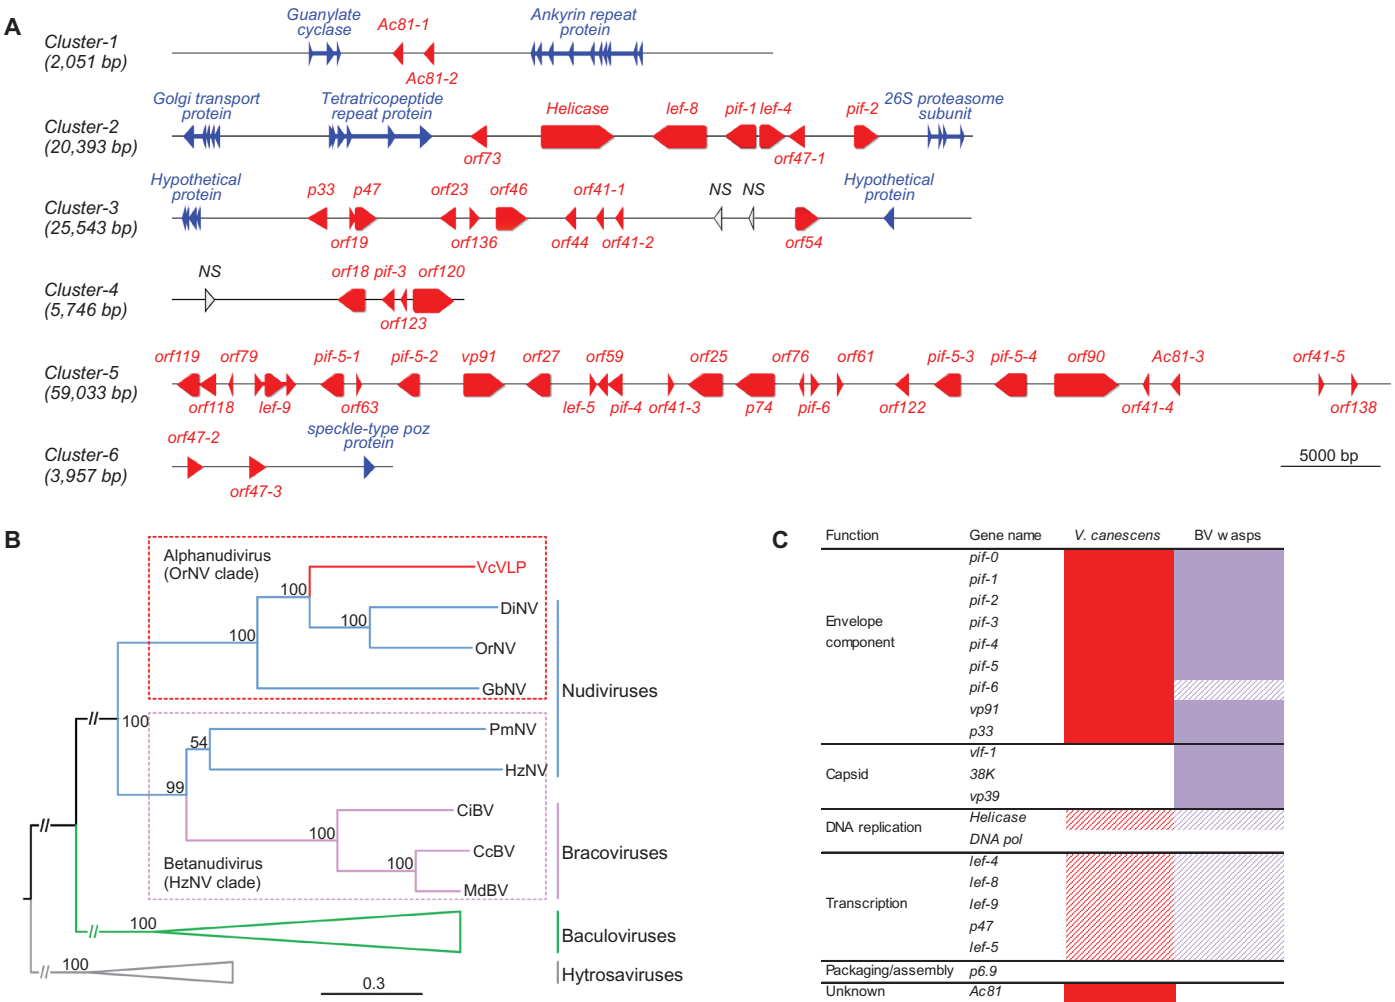 A
Guanylate
cyclase
Ac81-1
Ankyrin repeat
protein
Cluster-1
(2,051 bp)
Ac81-2
Golgi transport
protein
Tetratricopeptide
repeat protein
Helicase
lef-8
pif-1
lef-4
pif-2
26S proteasome
subunit
Cluster-2
(20,393 bp)
orf73
orf47-1
Hypothetical
protein
p33
p47
orf23
orf46
orf41-1
NS
NS
Hypothetical
protein
Cluster-3
(25,543 bp)
orf19
orf136
orf44
orf41-2
orf54
NS
orf18
pif-3
orf120
Cluster-4
(5,746 bp)
orf123
orf119
orf79
pif-5-1
pif-5-2
vp91
orf27
orf59
orf25
orf76
orf61
pif-5-3
pif-5-4
orf90
Ac81-3
orf41-5
Cluster-5
(59,033 bp)
orf118
lef-9
orf63
lef-5
pif-4
orf41-3
p74
pif-6
orf122
orf41-4
orf138
orf47-2
speckle-type poz
protein
Cluster-6
(3,957 bp)
orf47-3
5000 bp
B
Alphanudivirus
(OrNV clade)
VcVLP
100
DiNV
100
100
OrNV
GbNV
Nudiviruses
100
PmNV
54
HzNV
99
CiBV
100
CcBV
100
MdBV
Bracoviruses
Betanudivirus
(HzNV clade)
100
Baculoviruses
100
Hytrosaviruses
0.3
C
Function
Gene name
V. canescens
BV wasps
Envelope
component
pif-0
pif-1
pif-2
pif-3
pif-4
pif-5
pif-6
vp91
p33
Capsid
vlf-1
38K
vp39
DNA replication
Helicase
DNA pol
Transcription
lef-4
lef-8
lef-9
p47
lef-5
Packaging/assembly
p6.9
Unknown
Ac81